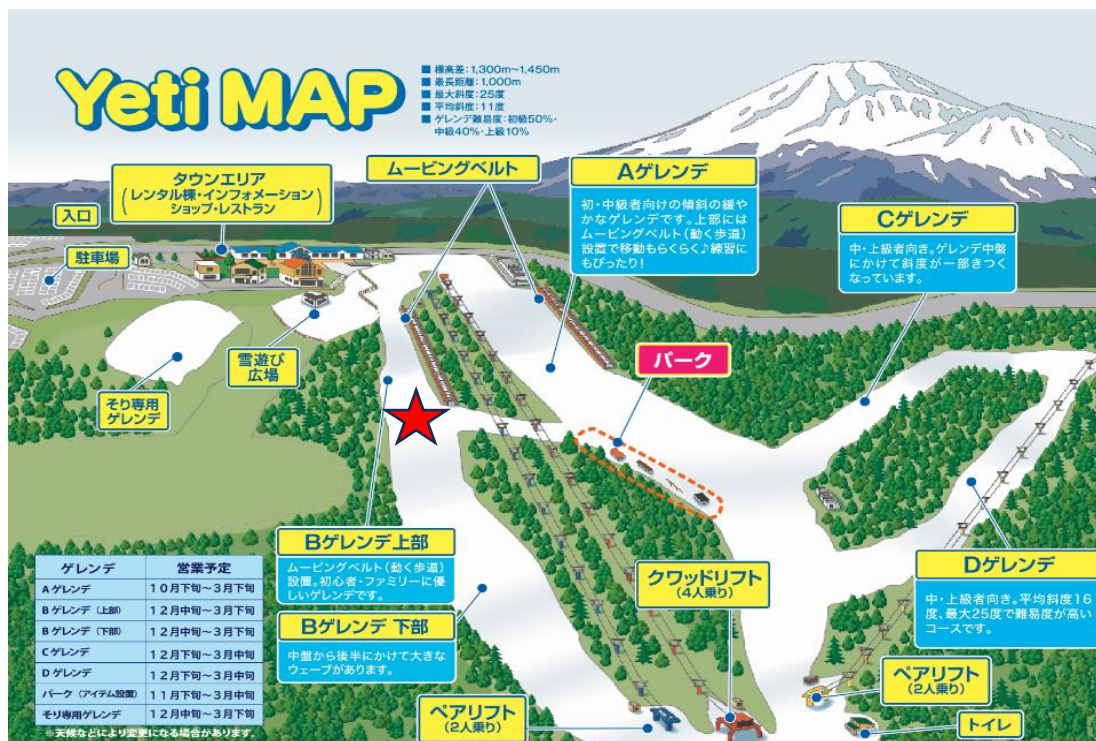 Yeti MAP
■ 標高差：1,300m～1,450m
■ 最長距離：1,000m
■ 最大斜度：25度
■ 平均斜度：11度
■ ゲレンデ難易度：初級50%・
中級40%・上級10%
ムービングベルト
タウンエリア
（レンタル棟・インフォメーション
ショップ・レストラン）
入口
駐車場
Aゲレンデ
初・中級者向けの傾斜の緩や
かなゲレンデです。上部には
ムービングベルト（動く歩道）
設置で移動もらくらく♪練習に
もぴったり！
Cゲレンデ
中・上級者向き。ゲレンデ中盤
にかけて斜度が一部きつく
なっています。
パーク
雪遊び
広場
そり専用
ゲレンデ
Bゲレンデ上部
ムービングベルト（動く歩道）
設置。初心者・ファミリーに優
しいゲレンデです。
Bゲレンデ 下部
中盤から後半にかけて大きな
ウェーブがあります。
クワッドリフト
（4人乗り）
Dゲレンデ
中・上級者向き。平均斜度16
度、最大25度で難易度が高い
コースです。
ペアリフト
（2人乗り）
ペアリフト
（2人乗り）
トイレ
ゲレンデ 営業予定
Aゲレンデ 10月下旬～3月下旬
Bゲレンデ（上部） 12月中旬～3月下旬
Bゲレンデ（下部） 12月中旬～3月下旬
Cゲレンデ 12月下旬～3月中旬
Dゲレンデ 12月下旬～3月中旬
パーク（アイテム設置） 11月下旬～3月中旬
そり専用ゲレンデ 12月中旬～3月下旬
※天候などにより変更になる場合があります。